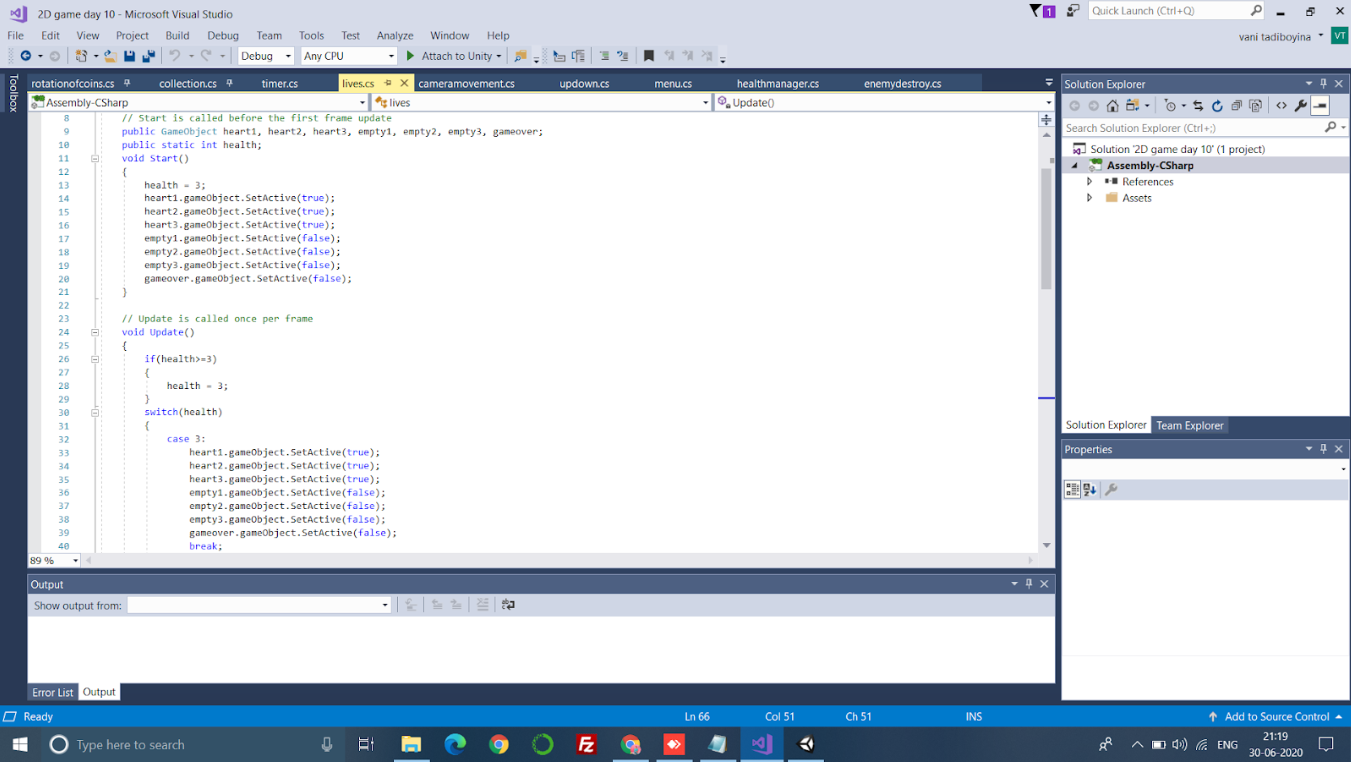 2D game day 10 - Microsoft Visual Studio
1
Quick Launch (Ctrl+Q)
File Edit View Project Build Debug Team Tools Test Analyze Window Help
vani tadiboyina
VT
Debug
Any CPU
Attach to Unity
Toolbox
rotationofcoins.cs collection.cs timer.cs lives.cs cameramovement.cs updown.cs menu.cs healthmanager.cs enemydestroy.cs
Assembly-CSharp lives Update()
8 // Start is called before the first frame update
9 public GameObject heart1, heart2, heart3, empty1, empty2, empty3, gameover;
10 public static int health;
11 void Start()
12 {
13 health = 3;
14 heart1.gameObject.SetActive(true);
15 heart2.gameObject.SetActive(true);
16 heart3.gameObject.SetActive(true);
17 empty1.gameObject.SetActive(false);
18 empty2.gameObject.SetActive(false);
19 empty3.gameObject.SetActive(false);
20 gameover.gameObject.SetActive(false);
21 }
22
23 // Update is called once per frame
24 void Update()
25 {
26 if(health>=3)
27 {
28 health = 3;
29 }
30 switch(health)
31 {
32 case 3:
33 heart1.gameObject.SetActive(true);
34 heart2.gameObject.SetActive(true);
35 heart3.gameObject.SetActive(true);
36 empty1.gameObject.SetActive(false);
37 empty2.gameObject.SetActive(false);
38 empty3.gameObject.SetActive(false);
39 gameover.gameObject.SetActive(false);
40 break;
89 %
Output
Show output from:
Error List Output
Solution Explorer
Search Solution Explorer (Ctrl+;)
Solution '2D game day 10' (1 project)
Assembly-CSharp
References
Assets
Solution Explorer Team Explorer
Properties
Ready Ln 66 Col 51 Ch 51 INS Add to Source Control
Type here to search
ENG
21:19
30-06-2020